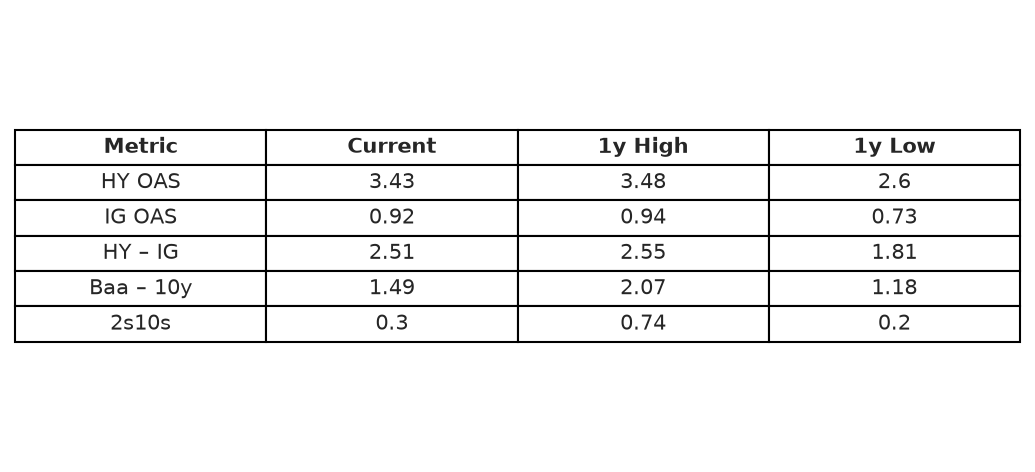 Metric Current 1y High 1y Low
HY OAS 3.43 3.48 2.6
IG OAS 0.92 0.94 0.73
HY – IG 2.51 2.55 1.81
Baa – 10y 1.49 2.07 1.18
2s10s 0.3 0.74 0.2